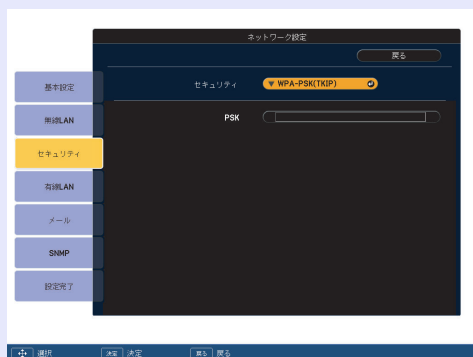 ネットワーク設定
戻る
基本設定
無線LAN
セキュリティ
有線LAN
メール
SNMP
設定完了
セキュリティ ▼ WPA-PSK(TKIP)
PSK
選択 決定 決定 戻る 戻る